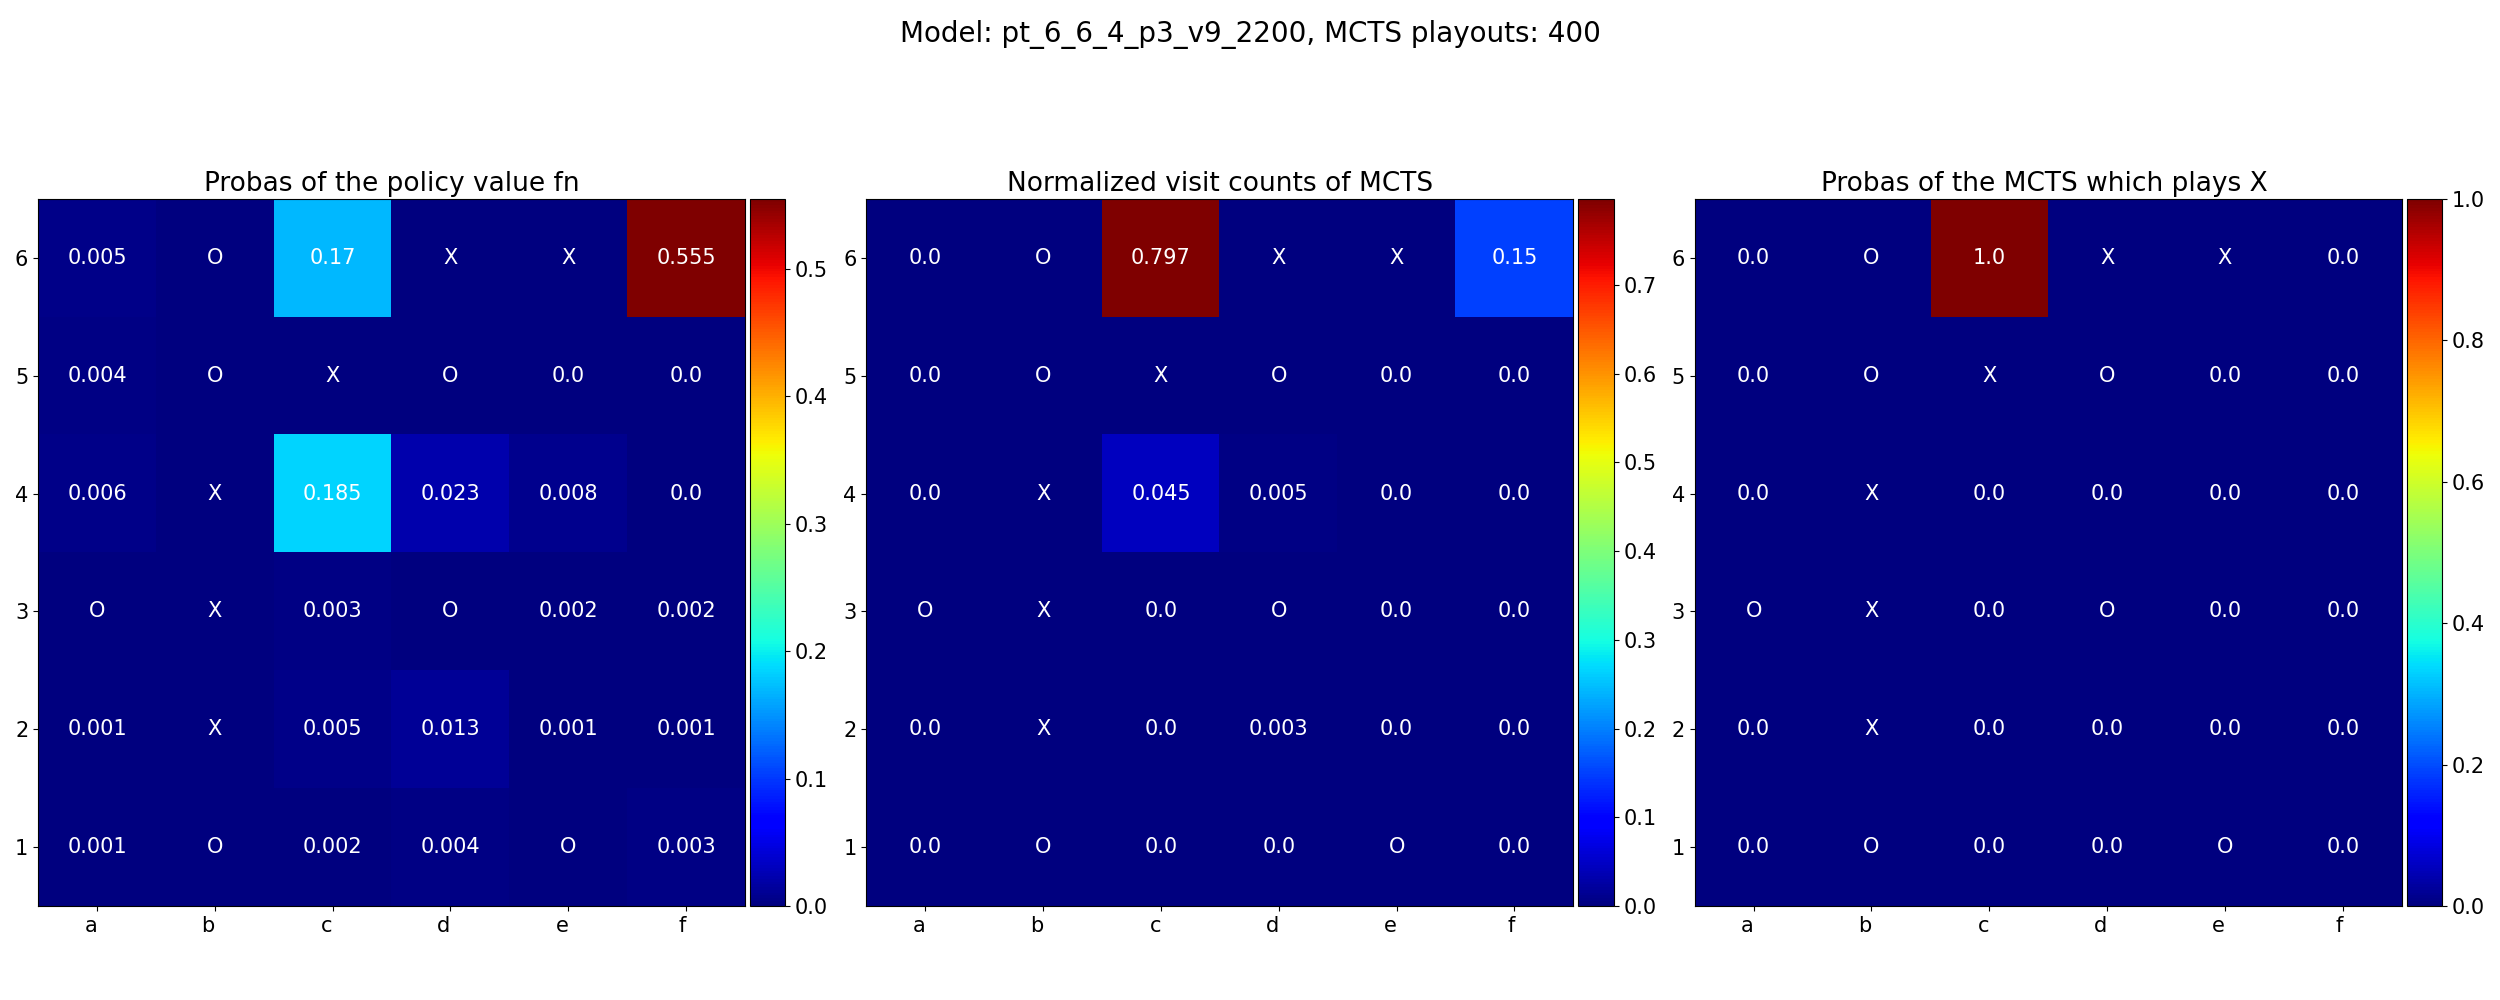 Model: pt_6_6_4_p3_v9_2200, MCTS playouts: 400
Probas of the policy value fn
6 0.005 O 0.17 X X 0.555
5 0.004 O X O 0.0 0.0
4 0.006 X 0.185 0.023 0.008 0.0
3 O X 0.003 O 0.002 0.002
2 0.001 X 0.005 0.013 0.001 0.001
1 0.001 O 0.002 0.004 O 0.003
a b c d e f
0.5
0.4
0.3
0.2
0.1
0.0
Normalized visit counts of MCTS
6 0.0 O 0.797 X X 0.15
5 0.0 O X O 0.0 0.0
4 0.0 X 0.045 0.005 0.0 0.0
3 O X 0.0 O 0.0 0.0
2 0.0 X 0.0 0.003 0.0 0.0
1 0.0 O 0.0 0.0 O 0.0
a b c d e f
0.7
0.6
0.5
0.4
0.3
0.2
0.1
0.0
Probas of the MCTS which plays X
6 0.0 O 1.0 X X 0.0
5 0.0 O X O 0.0 0.0
4 0.0 X 0.0 0.0 0.0 0.0
3 O X 0.0 O 0.0 0.0
2 0.0 X 0.0 0.0 0.0 0.0
1 0.0 O 0.0 0.0 O 0.0
a b c d e f
1.0
0.8
0.6
0.4
0.2
0.0